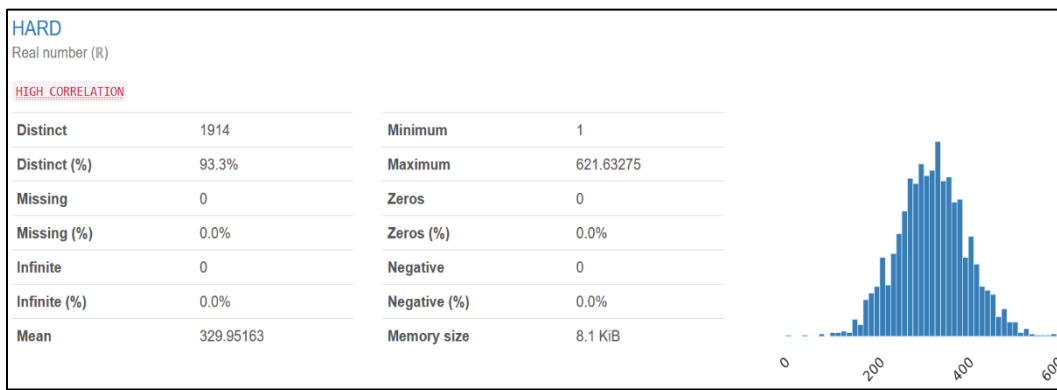 HARD
Real number (ℝ)
HIGH CORRELATION
Distinct 1914
Distinct (%) 93.3%
Missing 0
Missing (%) 0.0%
Infinite 0
Infinite (%) 0.0%
Mean 329.95163
Minimum 1
Maximum 621.63275
Zeros 0
Zeros (%) 0.0%
Negative 0
Negative (%) 0.0%
Memory size 8.1 KiB
0 200 400 600